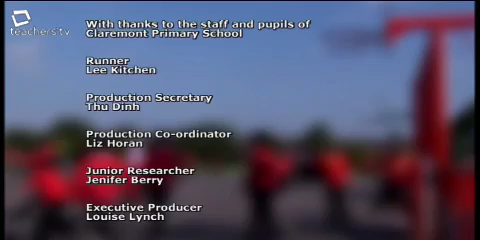 teachers.tv
With thanks to the staff and pupils of
Claremont Primary School
Runner
Lee Kitchen
Production Secretary
Thu Dinh
Production Co-ordinator
Liz Horan
Junior Researcher
Jenifer Berry
Executive Producer
Louise Lynch